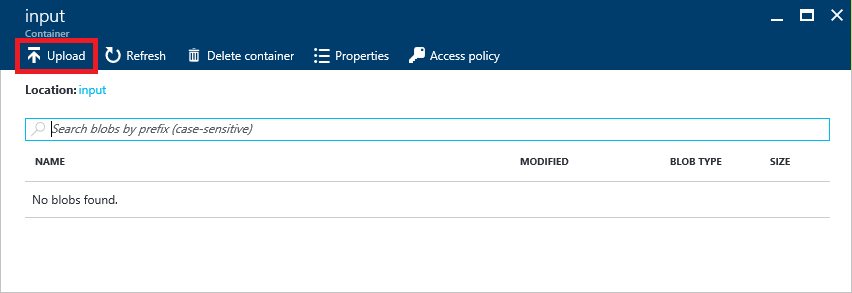 input
Container
Upload Refresh Delete container Properties Access policy
Location: input
Search blobs by prefix (case-sensitive)
NAME MODIFIED BLOB TYPE SIZE
No blobs found.